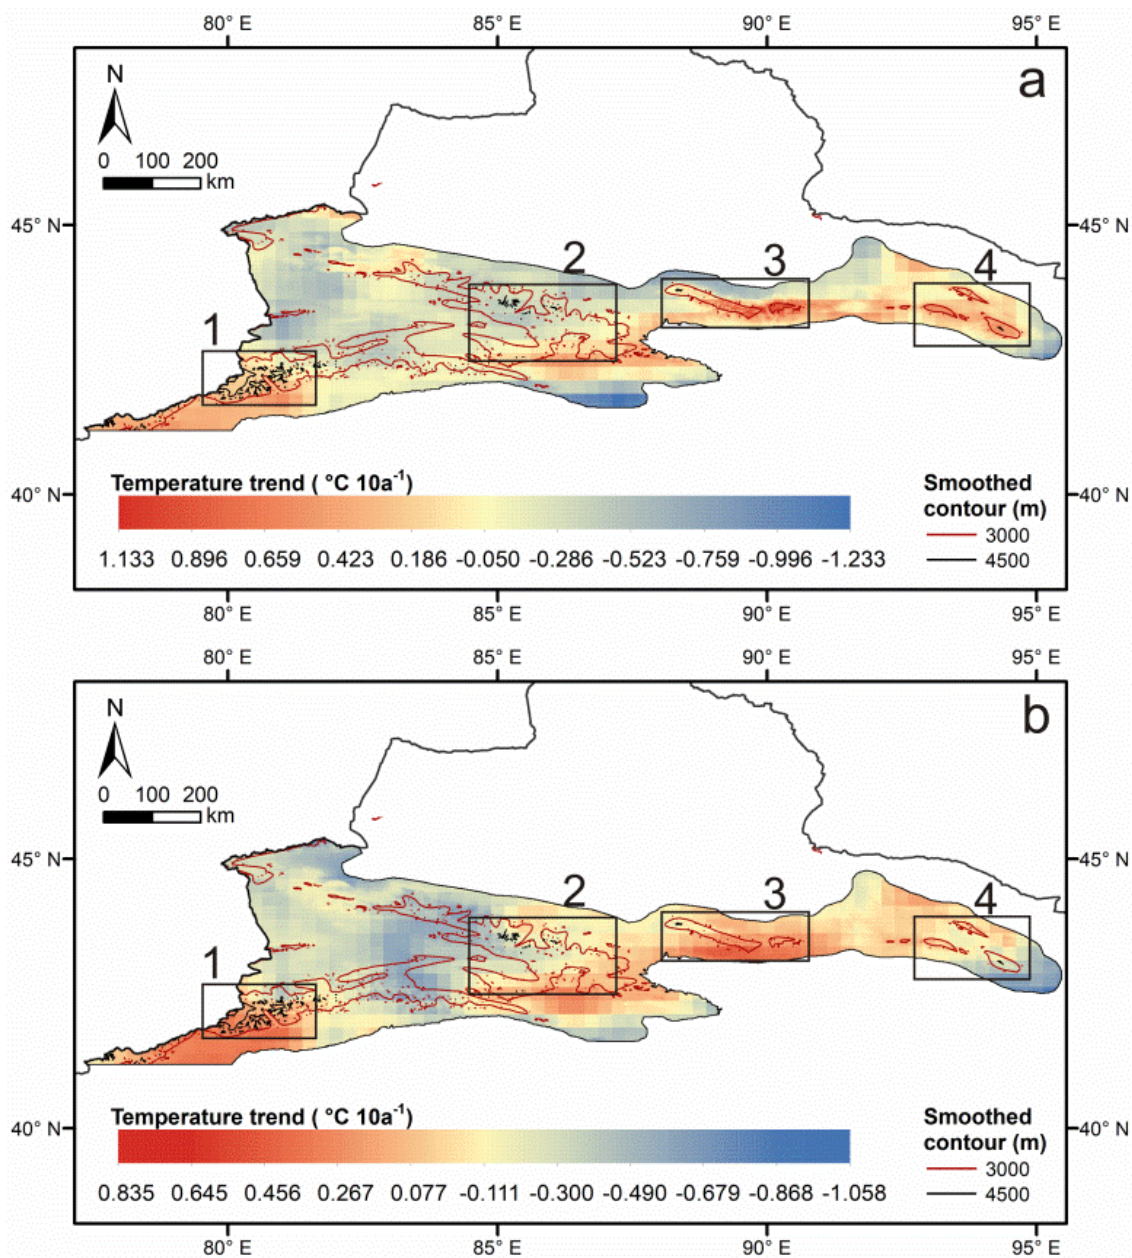 80° E 85° E 90° E 95° E
a
N
0 100 200
km
45° N 45° N
2 3 4
1
Temperature trend ( °C 10a⁻¹)
1.133 0.896 0.659 0.423 0.186 -0.050 -0.286 -0.523 -0.759 -0.996 -1.233
Smoothed
contour (m)
3000
4500
40° N 40° N
80° E 85° E 90° E 95° E
80° E 85° E 90° E 95° E
b
N
0 100 200
km
45° N 45° N
2 3 4
1
Temperature trend ( °C 10a⁻¹)
0.835 0.645 0.456 0.267 0.077 -0.111 -0.300 -0.490 -0.679 -0.868 -1.058
Smoothed
contour (m)
3000
4500
40° N 40° N
80° E 85° E 90° E 95° E